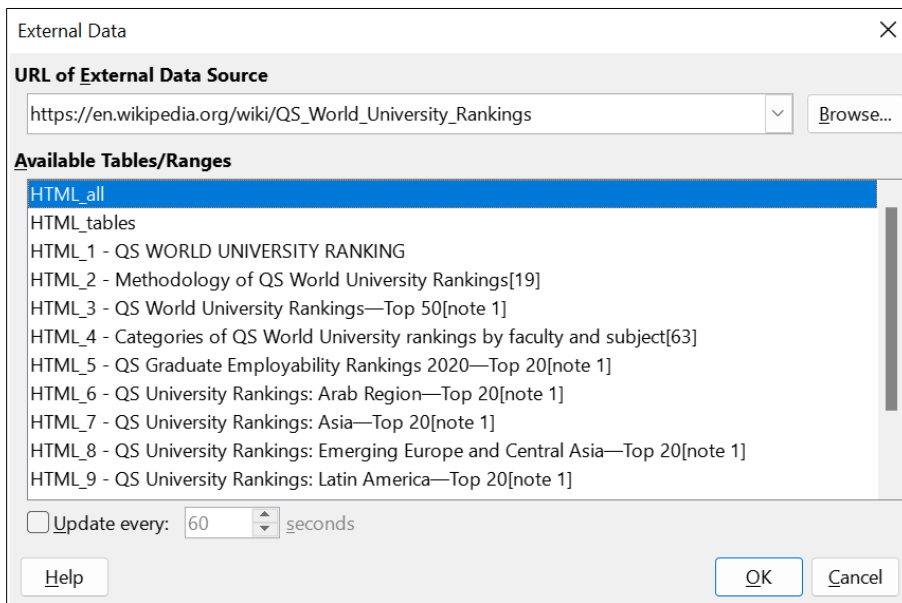 External Data
URL of External Data Source
https://en.wikipedia.org/wiki/QS_World_University_Rankings
Browse...
Available Tables/Ranges
HTML_all
HTML_tables
HTML_1 - QS WORLD UNIVERSITY RANKING
HTML_2 - Methodology of QS World University Rankings[19]
HTML_3 - QS World University Rankings—Top 50[note 1]
HTML_4 - Categories of QS World University rankings by faculty and subject[63]
HTML_5 - QS Graduate Employability Rankings 2020—Top 20[note 1]
HTML_6 - QS University Rankings: Arab Region—Top 20[note 1]
HTML_7 - QS University Rankings: Asia—Top 20[note 1]
HTML_8 - QS University Rankings: Emerging Europe and Central Asia—Top 20[note 1]
HTML_9 - QS University Rankings: Latin America—Top 20[note 1]
Update every: 60 seconds
Help OK Cancel